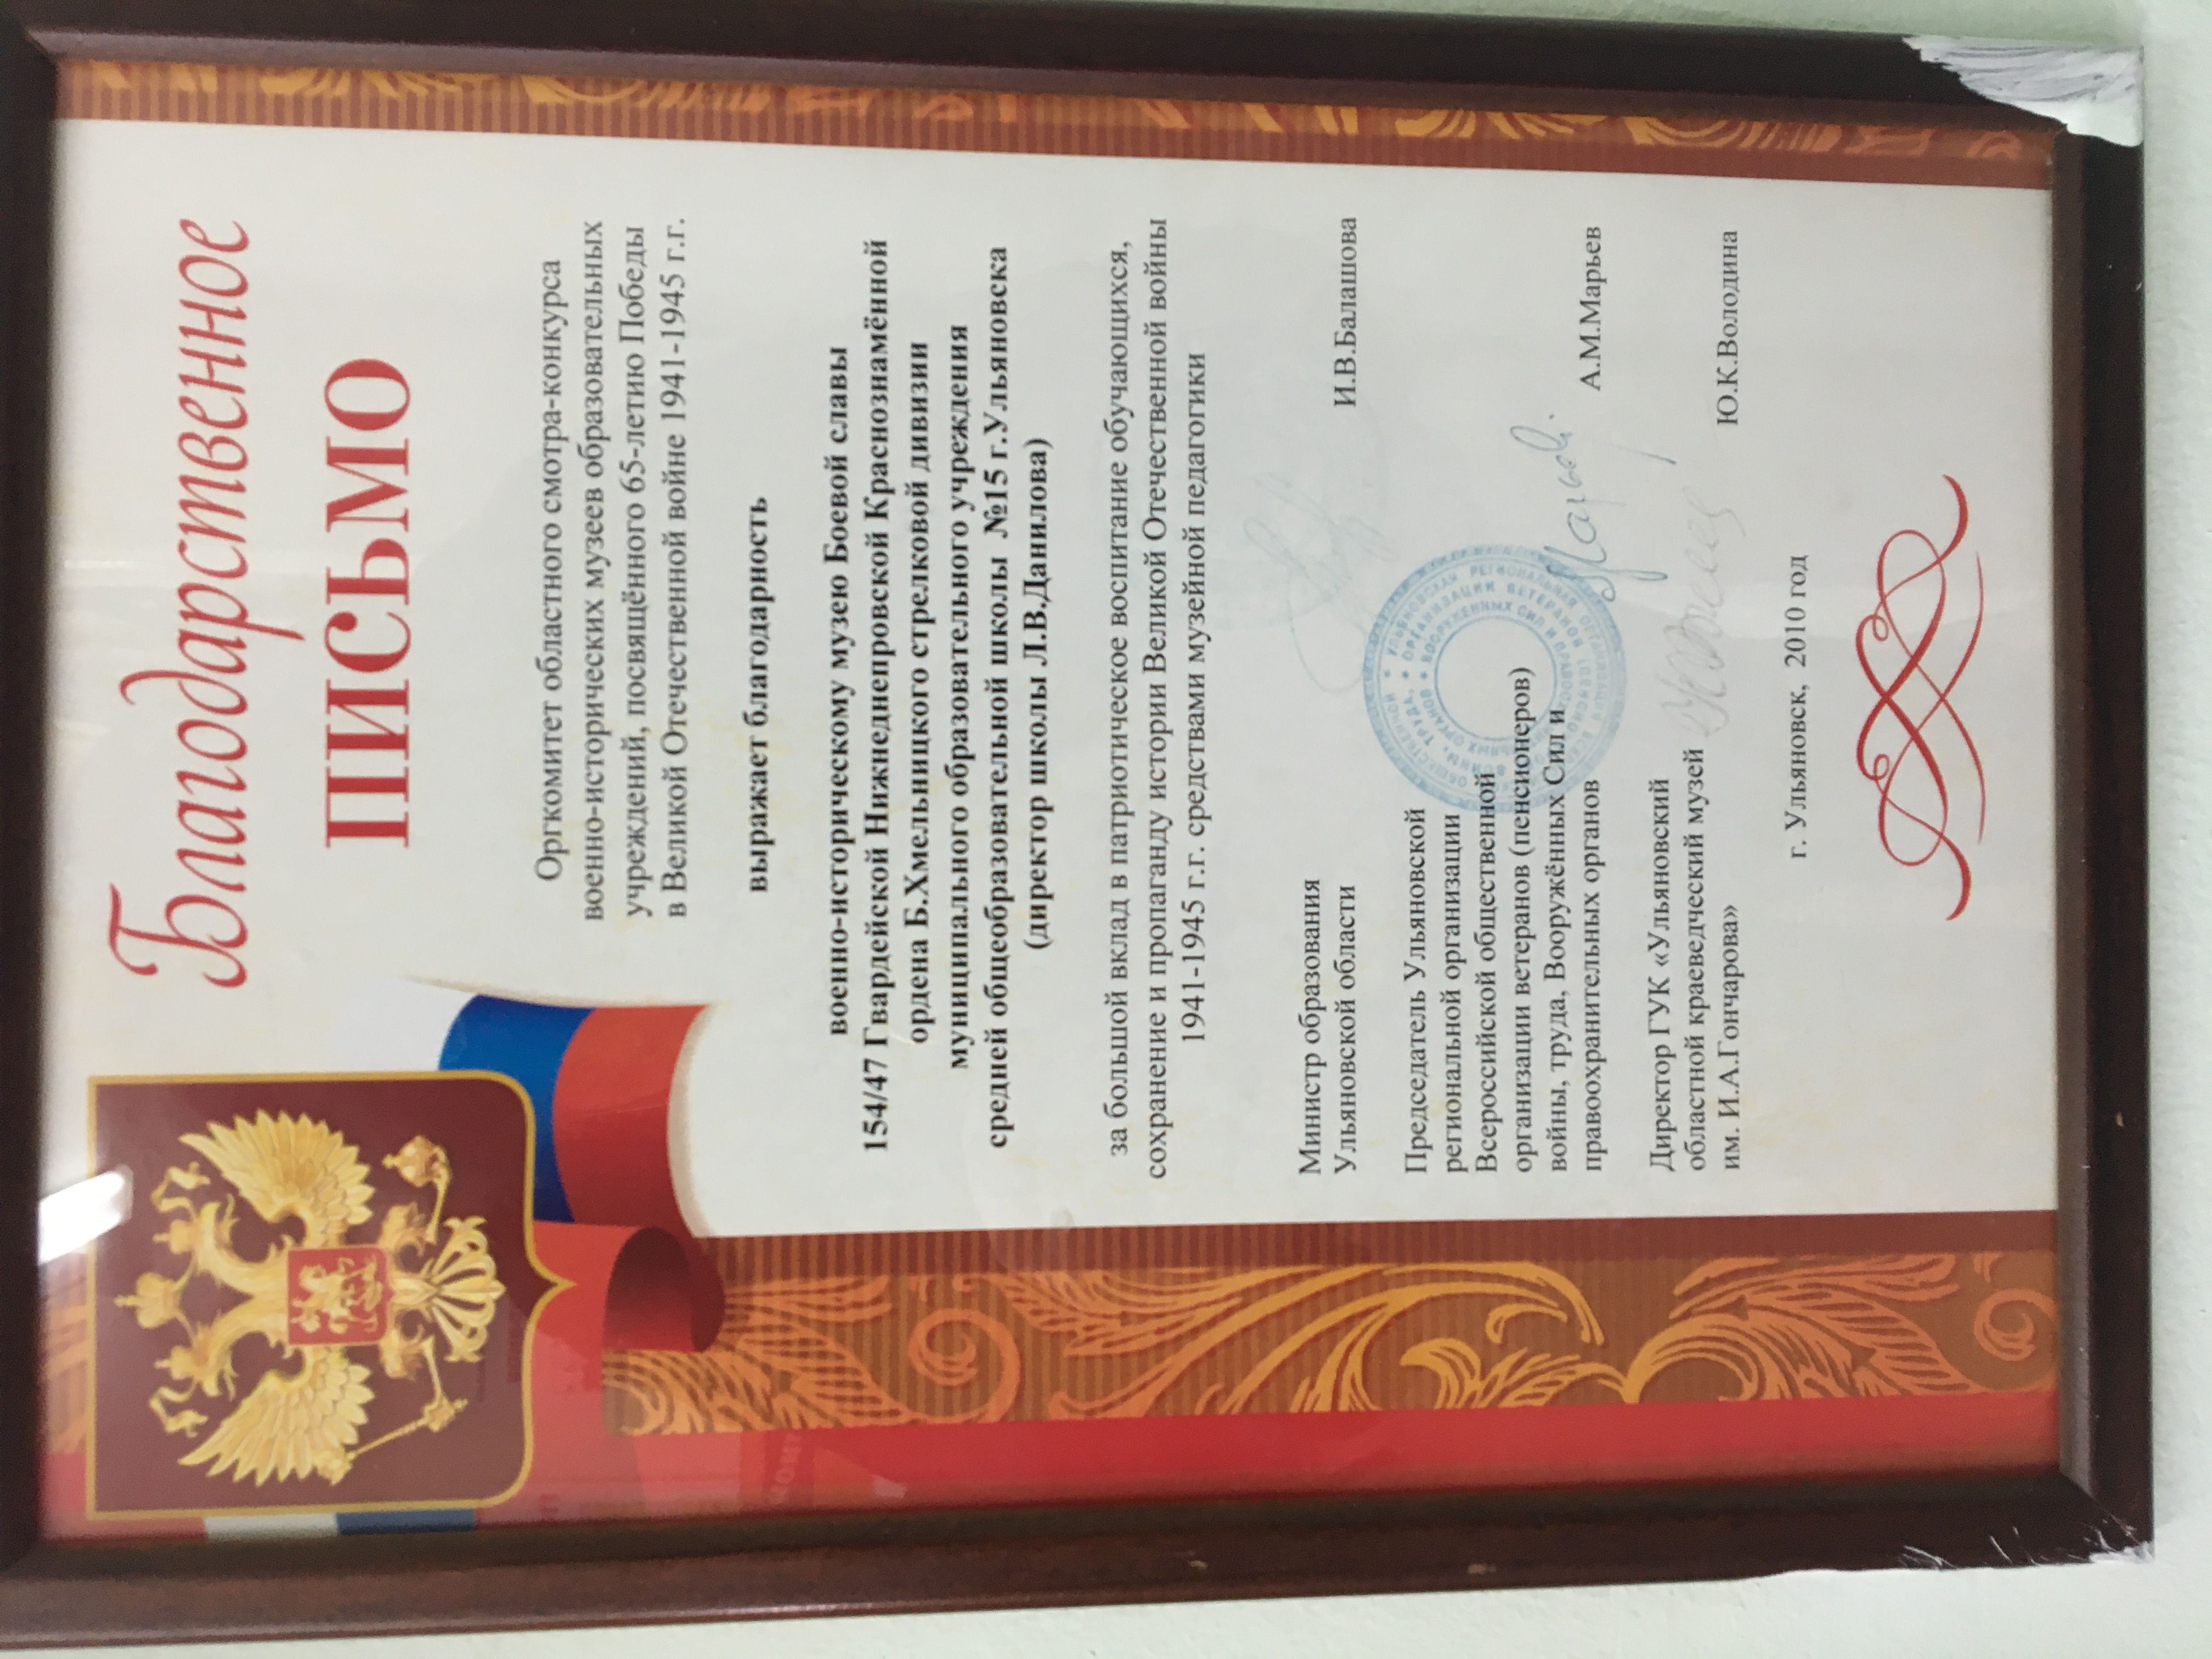 Благодарственное
ПИСЬМО
Оргкомитет областного смотра-конкурса
военно-исторических музеев образовательных
учреждений, посвящённого 65-летию Победы
в Великой Отечественной войне 1941-1945 г.г.
выражает благодарность
военно-историческому музею Боевой славы
154/47 Гвардейской Нижнеднепровской Краснознамённой
ордена Б.Хмельницкого стрелковой дивизии
муниципального образовательного учреждения
средней общеобразовательной школы №15 г.Ульяновска
(директор школы Л.В.Данилова)
за большой вклад в патриотическое воспитание обучающихся,
сохранение и пропаганду истории Великой Отечественной войны
1941-1945 г.г. средствами музейной педагогики
Министр образования
Ульяновской области И.В.Балашова
Председатель Ульяновской
региональной организации
Всероссийской общественной
организации ветеранов (пенсионеров)
войны, труда, Вооружённых Сил и
правоохранительных органов А.М.Марьев
Директор ГУК «Ульяновский
областной краеведческий музей
им. И.А.Гончарова» Ю.К.Володина
г. Ульяновск, 2010 год